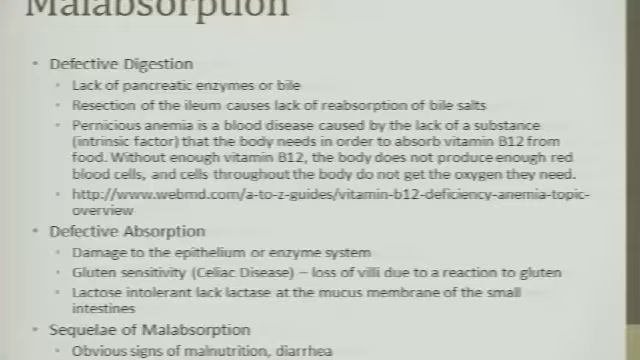 Malabsorption
• Defective Digestion
• Lack of pancreatic enzymes or bile
• Resection of the ileum causes lack of reabsorption of bile salts
• Pernicious anemia is a blood disease caused by the lack of a substance
(intrinsic factor) that the body needs in order to absorb vitamin B12 from
food. Without enough vitamin B12, the body does not produce enough red
blood cells, and cells throughout the body do not get the oxygen they need.
• http://www.webmd.com/a-to-z-guides/vitamin-b12-deficiency-anemia-topic-
overview
• Defective Absorption
• Damage to the epithelium or enzyme system
• Gluten sensitivity (Celiac Disease) – loss of villi due to a reaction to gluten
• Lactose intolerant lack lactase at the mucus membrane of the small
intestines
• Sequelae of Malabsorption
• Obvious signs of malnutrition, diarrhea